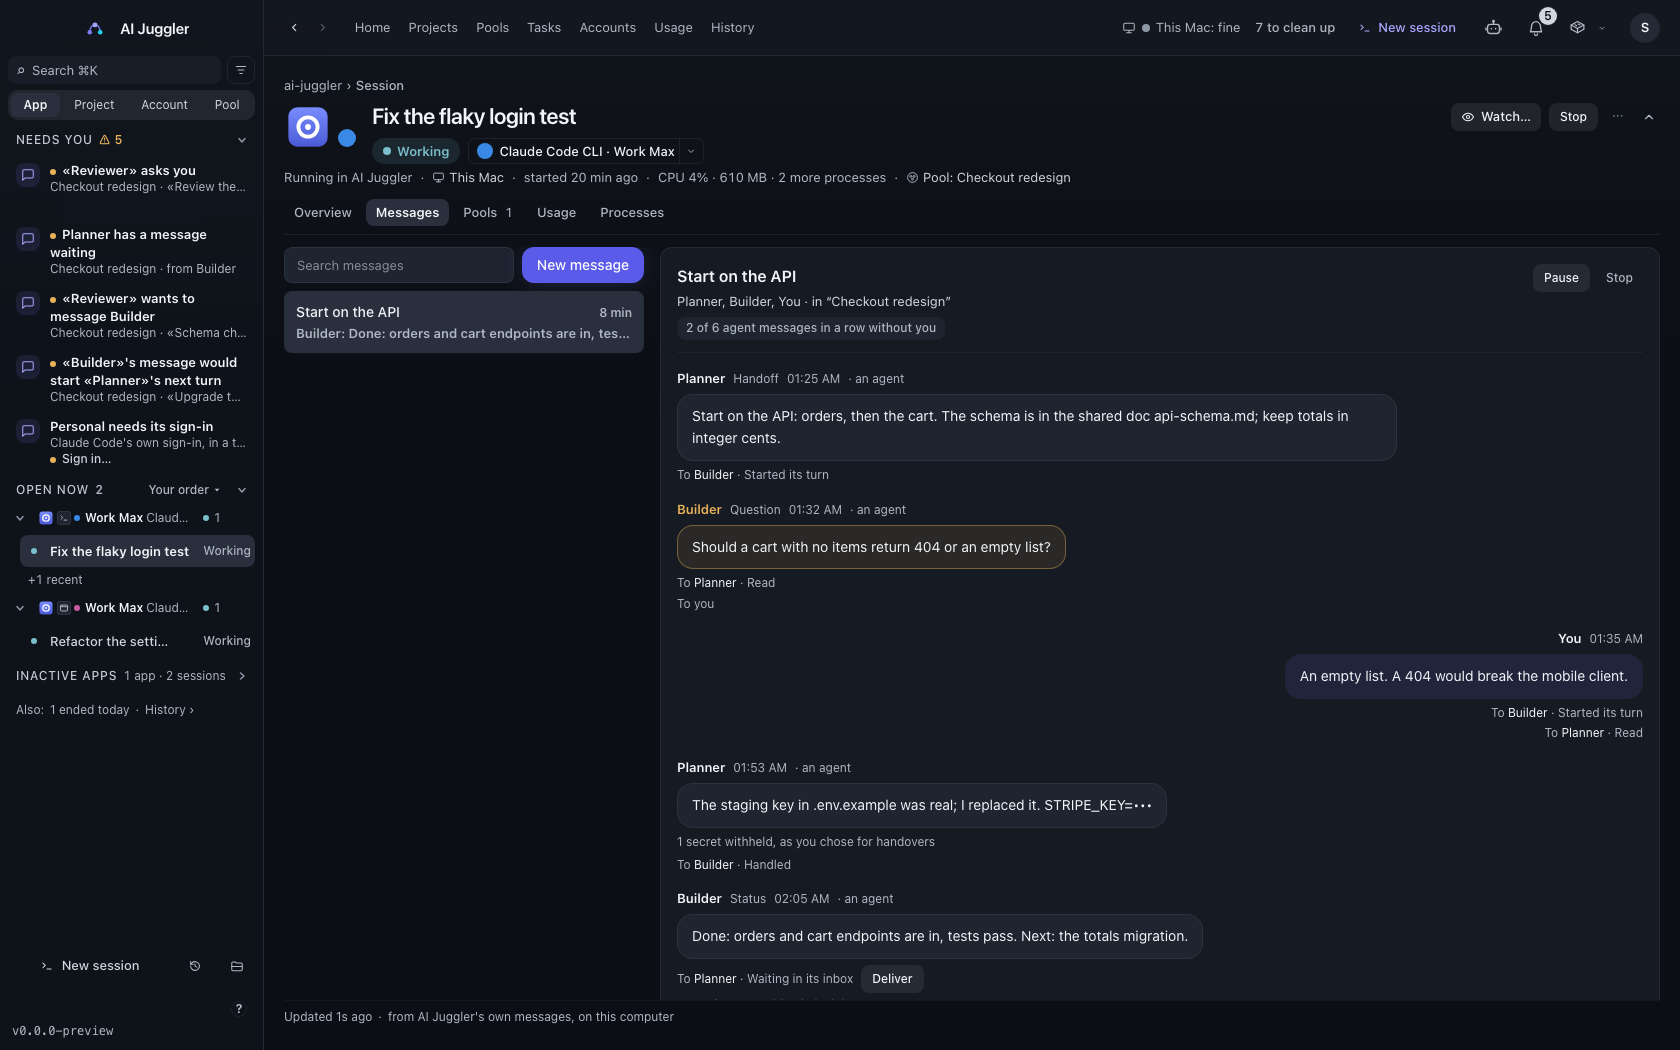 AI Juggler
Search ⌘K
App Project Account Pool
NEEDS YOU 5
«Reviewer» asks you
Checkout redesign · «Review the...
Planner has a message
waiting
Checkout redesign · from Builder
«Reviewer» wants to
message Builder
Checkout redesign · «Schema ch...
«Builder»'s message would
start «Planner»'s next turn
Checkout redesign · «Upgrade t...
Personal needs its sign-in
Claude Code's own sign-in, in a t...
Sign in...
OPEN NOW 2 Your order
Work Max Claud... 1
Fix the flaky login test Working
+1 recent
Work Max Claud... 1
Refactor the setti... Working
INACTIVE APPS 1 app · 2 sessions
Also: 1 ended today · History ›
New session
?
v0.0.0-preview
Home Projects Pools Tasks Accounts Usage History
This Mac: fine 7 to clean up New session 5 S
ai-juggler › Session
Fix the flaky login test
Watch... Stop ...
Working Claude Code CLI · Work Max
Running in AI Juggler · This Mac · started 20 min ago · CPU 4% · 610 MB · 2 more processes · Pool: Checkout redesign
Overview Messages Pools 1 Usage Processes
Search messages New message
Start on the API 8 min
Builder: Done: orders and cart endpoints are in, tes...
Start on the API
Pause Stop
Planner, Builder, You · in “Checkout redesign”
2 of 6 agent messages in a row without you
Planner Handoff 01:25 AM · an agent
Start on the API: orders, then the cart. The schema is in the shared doc api-schema.md; keep totals in
integer cents.
To Builder · Started its turn
Builder Question 01:32 AM · an agent
Should a cart with no items return 404 or an empty list?
To Planner · Read
To you
You 01:35 AM
An empty list. A 404 would break the mobile client.
To Builder · Started its turn
To Planner · Read
Planner 01:53 AM · an agent
The staging key in .env.example was real; I replaced it. STRIPE_KEY=•••
1 secret withheld, as you chose for handovers
To Builder · Handled
Builder Status 02:05 AM · an agent
Done: orders and cart endpoints are in, tests pass. Next: the totals migration.
To Planner · Waiting in its inbox Deliver
Updated 1s ago · from AI Juggler's own messages, on this computer